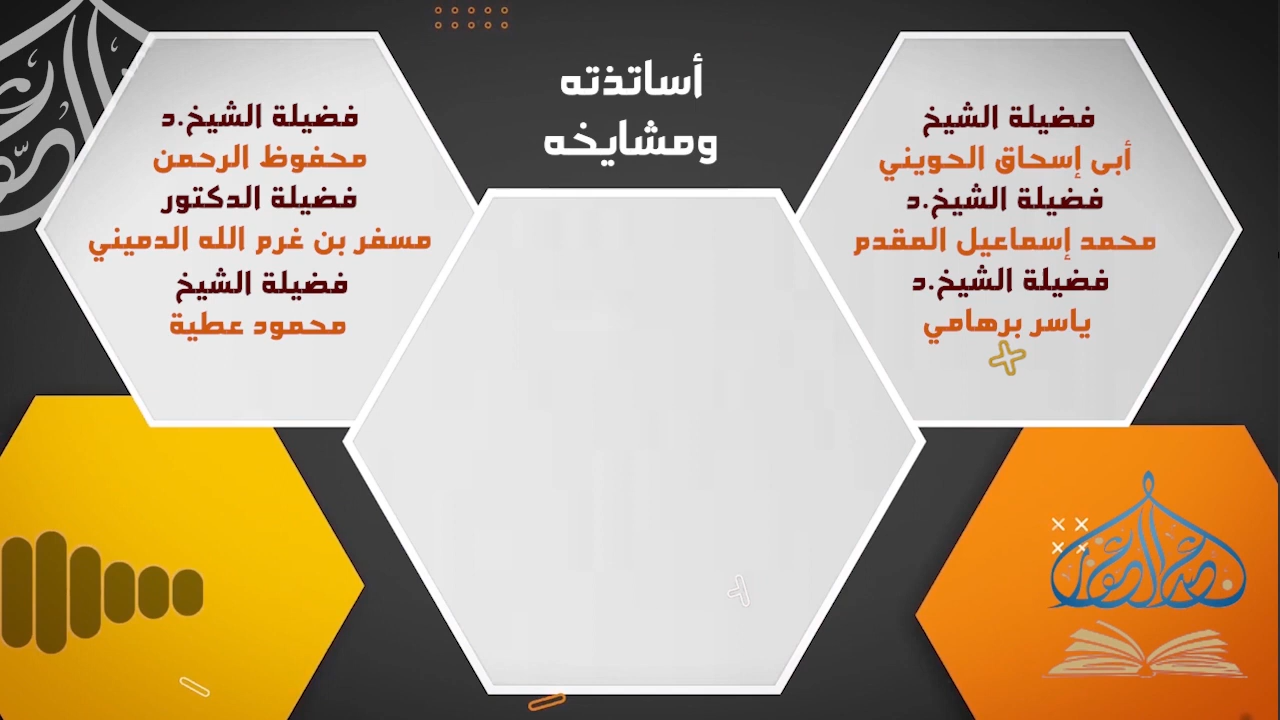 أساتذته
ومشايخه
فضيلة الشيخ
أبى إسحاق الحويني
فضيلة الشيخ.د
محمد إسماعيل المقدم
فضيلة الشيخ.د
ياسر برهامي
فضيلة الشيخ.د
محفوظ الرحمن
فضيلة الدكتور
مسفر بن غرم الله الدميني
فضيلة الشيخ
محمود عطية